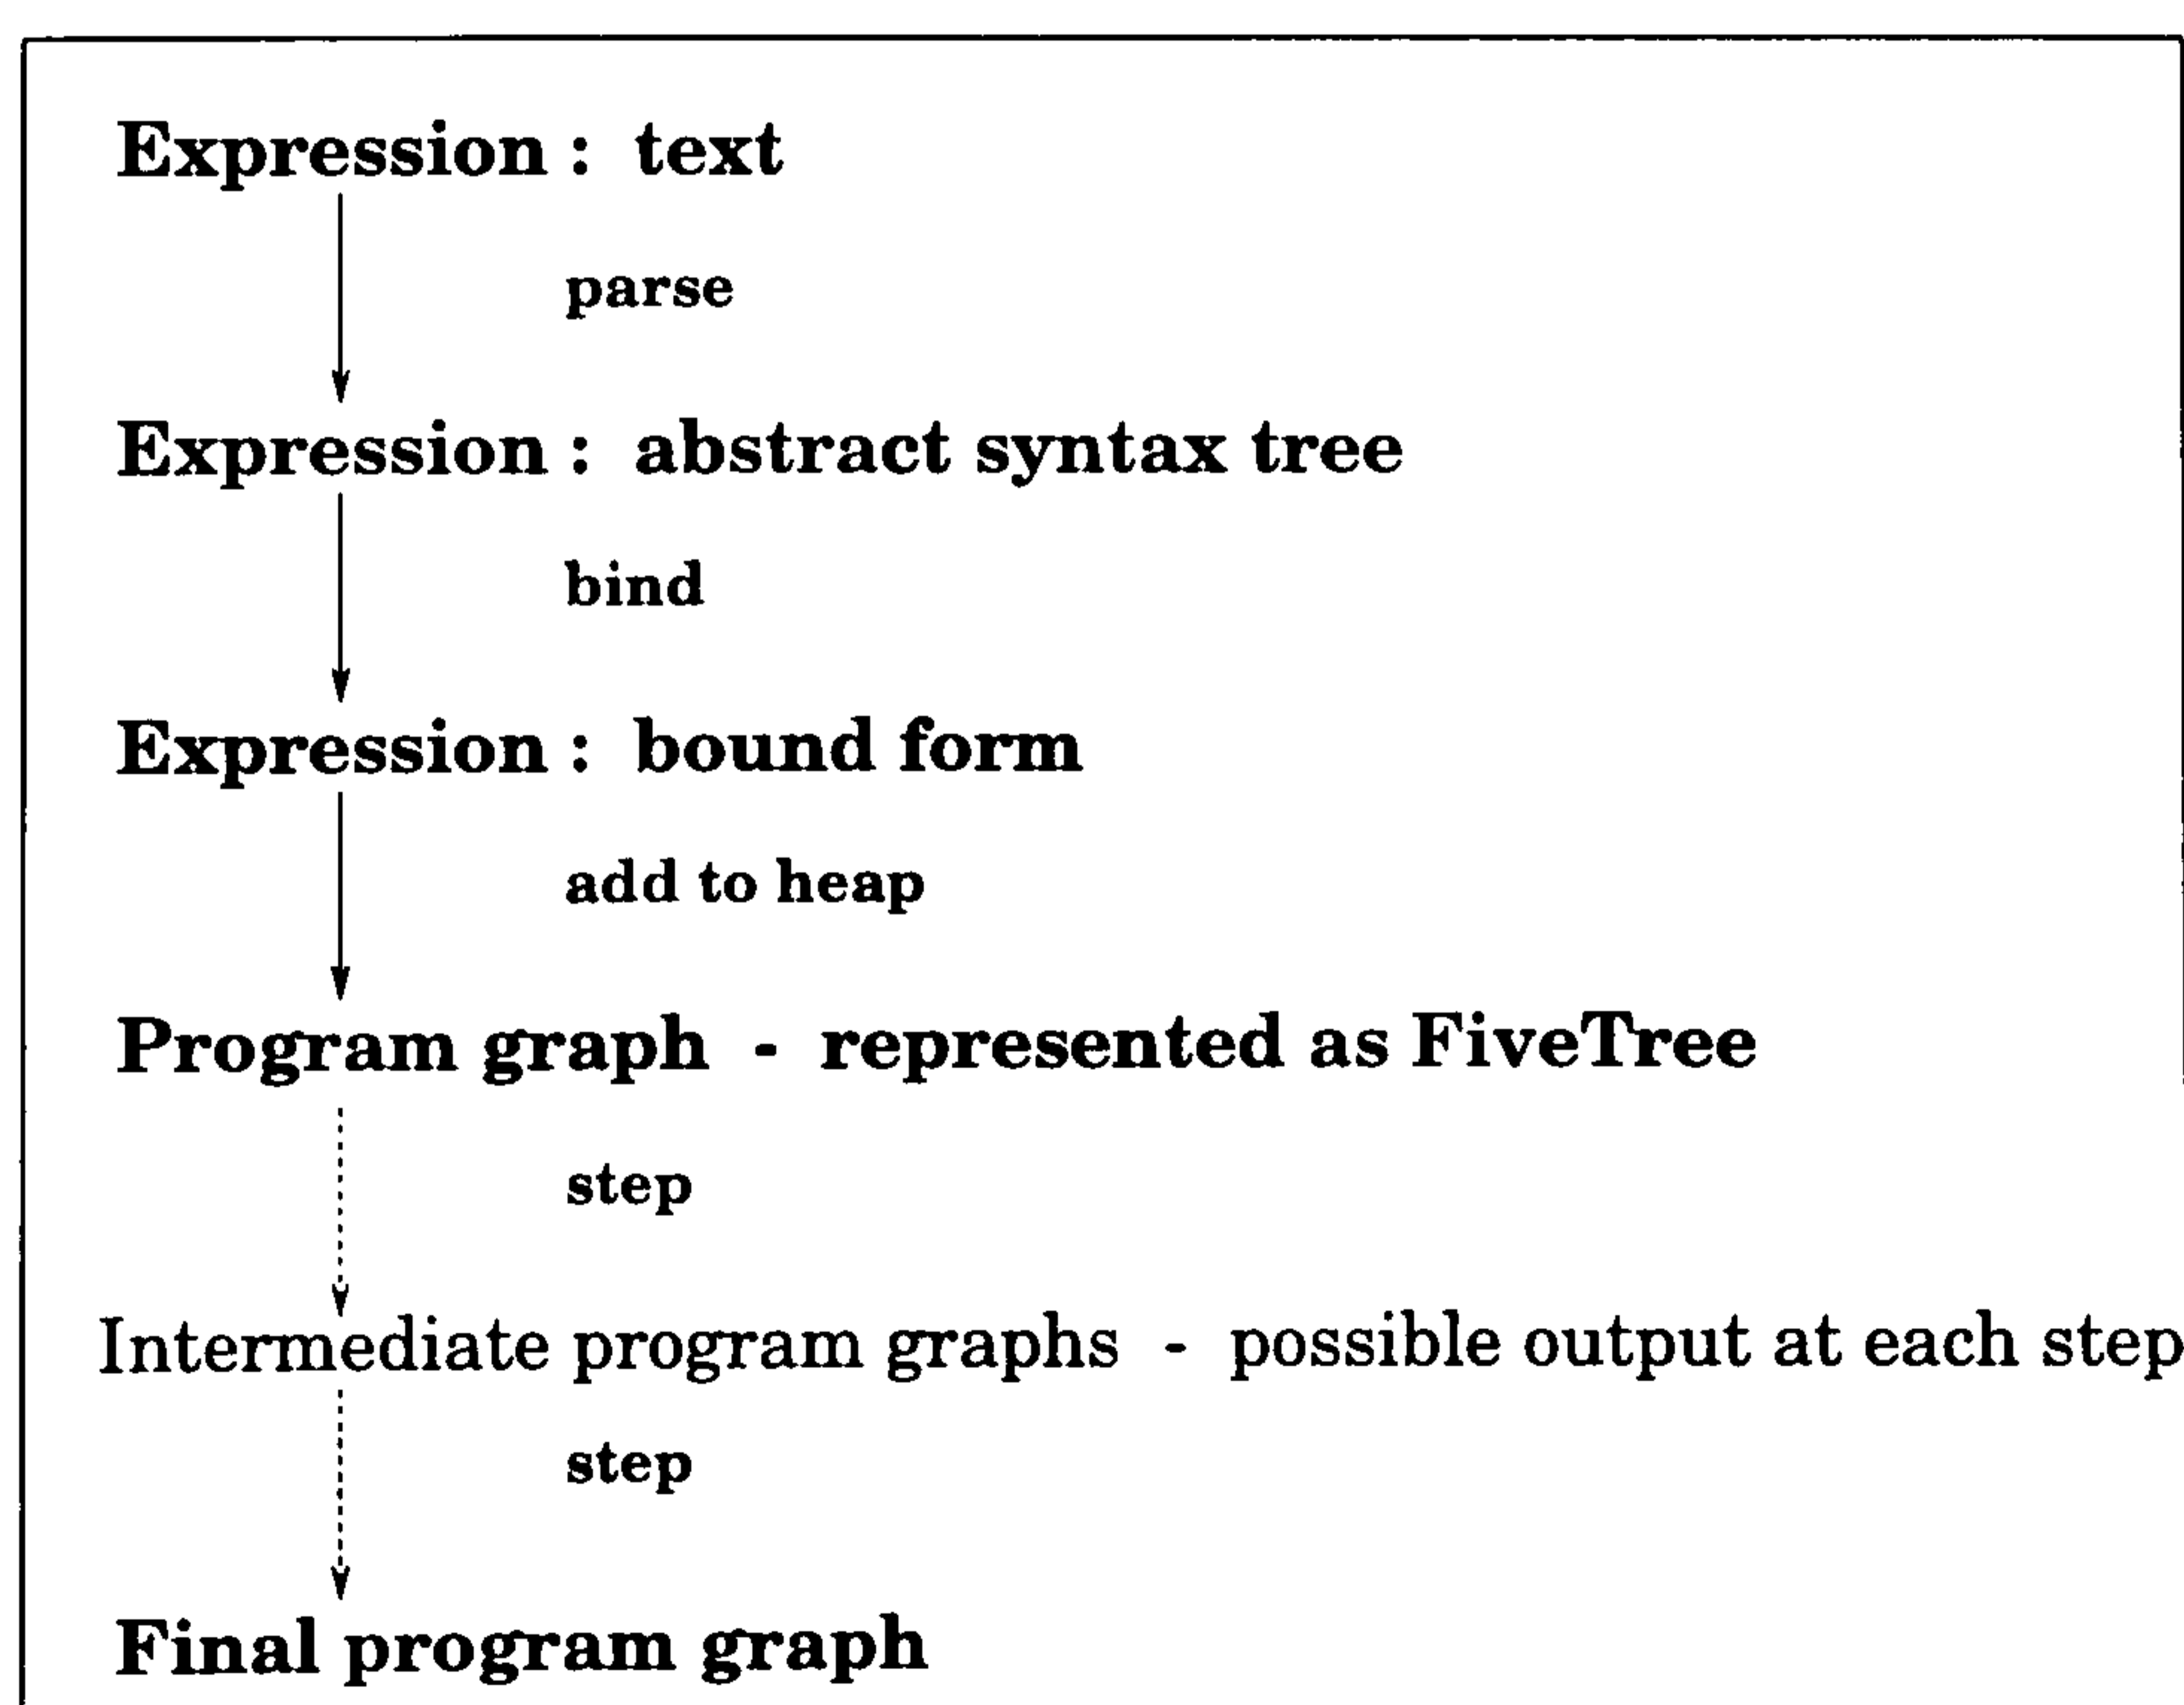 Expression : text
parse
Expression : abstract syntax tree
bind
Expression : bound form
add to heap
Program graph - represented as FiveTree
step
Intermediate program graphs - possible output at each step
step
Final program graph